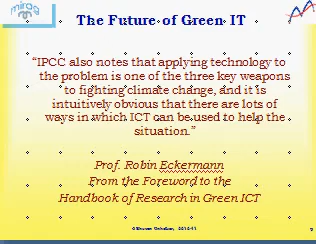 mirag
The Future of Green IT
“IPCC also notes that applying technology to
the problem is one of the three key weapons
to fighting climate change, and it is
intuitively obvious that there are lots of
ways in which ICT can be used to help the
situation.”
Prof. Robin Eckermann
From the Foreword to the
Handbook of Research in Green ICT